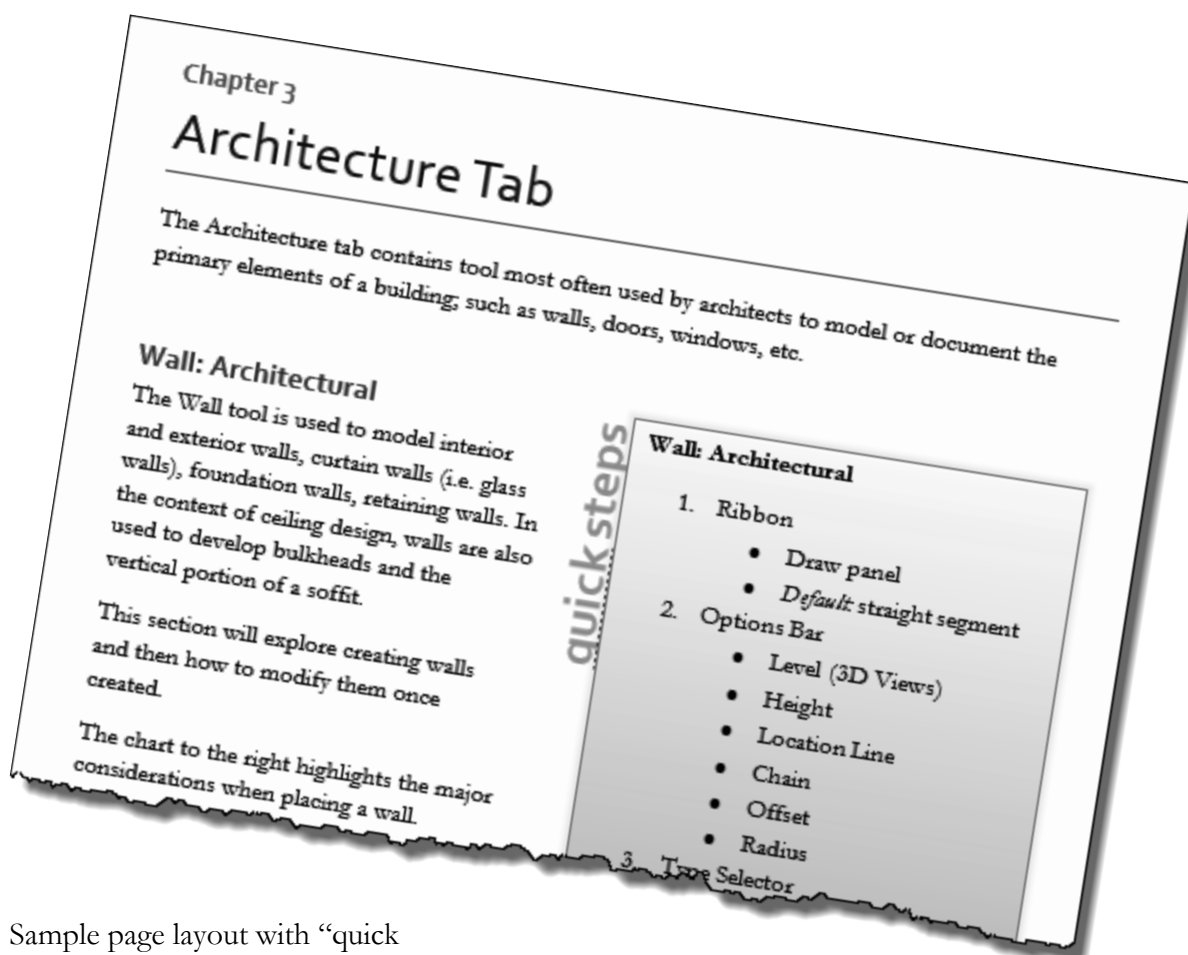 Chapter 3
Architecture Tab
The Architecture tab contains tool most often used by architects to model or document the
primary elements of a building; such as walls, doors, windows, etc.
Wall: Architectural
The Wall tool is used to model interior
and exterior walls, curtain walls (i.e. glass
walls), foundation walls, retaining walls. In
the context of ceiling design, walls are also
used to develop bulkheads and the
vertical portion of a soffit.
This section will explore creating walls
and then how to modify them once
created.
The chart to the right highlights the major
considerations when placing a wall.
quick steps
Wall: Architectural
1. Ribbon
• Draw panel
• Default: straight segment
2. Options Bar
• Level (3D Views)
• Height
• Location Line
• Chain
• Offset
• Radius
3. Type Selector
Sample page layout with “quick